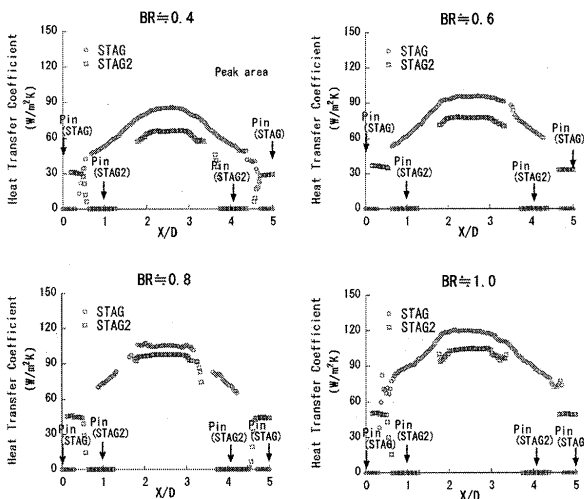 BR≒0.4
Heat Transfer Coefficient
(W/m²K)
150
120
90
60
30
0
STAG
STAG2
Peak area
Pin
(STAG)
Pin
(STAG2)
Pin
(STAG2)
Pin
(STAG)
0 1 2 3 4 5
X/D
BR≒0.6
Heat Transfer Coefficient
(W/m²K)
150
120
90
60
30
0
STAG
STAG2
Pin
(STAG)
Pin
(STAG2)
Pin
(STAG2)
Pin
(STAG)
0 1 2 3 4 5
X/D
BR≒0.8
Heat Transfer Coefficient
(W/m²K)
150
120
90
60
30
0
STAG
STAG2
Pin
(STAG)
Pin
(STAG2)
Pin
(STAG2)
Pin
(STAG)
0 1 2 3 4 5
X/D
BR≒1.0
Heat Transfer Coefficient
(W/m²K)
150
120
90
60
30
0
STAG
STAG2
Pin
(STAG)
Pin
(STAG2)
Pin
(STAG2)
Pin
(STAG)
0 1 2 3 4 5
X/D